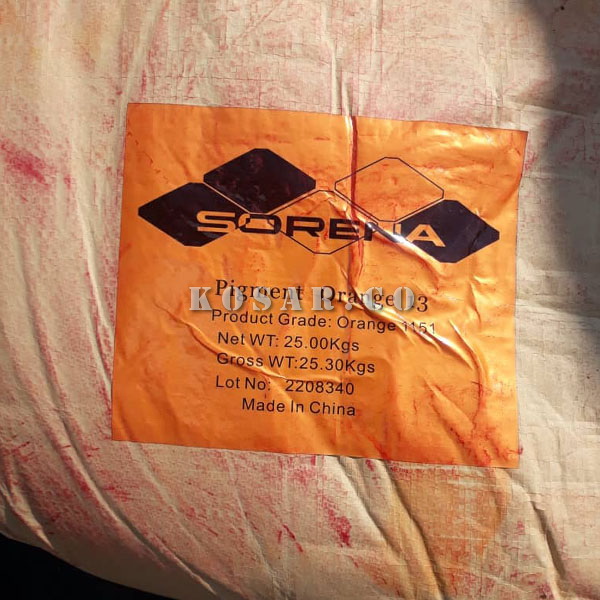 SORENA
Pigment Orange
KOSAR.CO
Product Grade: Orange 1151
Net WT: 25.00Kgs
Gross WT:25.30Kgs
Lot No: 2208340
Made In China